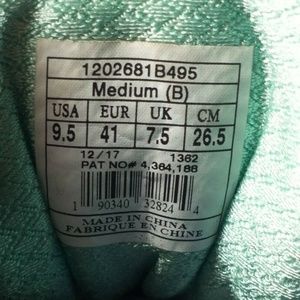 1202681B495
Medium (B)
USA EUR UK CM
9.5 41 7.5 26.5
12/17 1362
PAT NO# 4,364,188
1 90340 32824 4
MADE IN CHINA
FABRIQUE EN CHINE